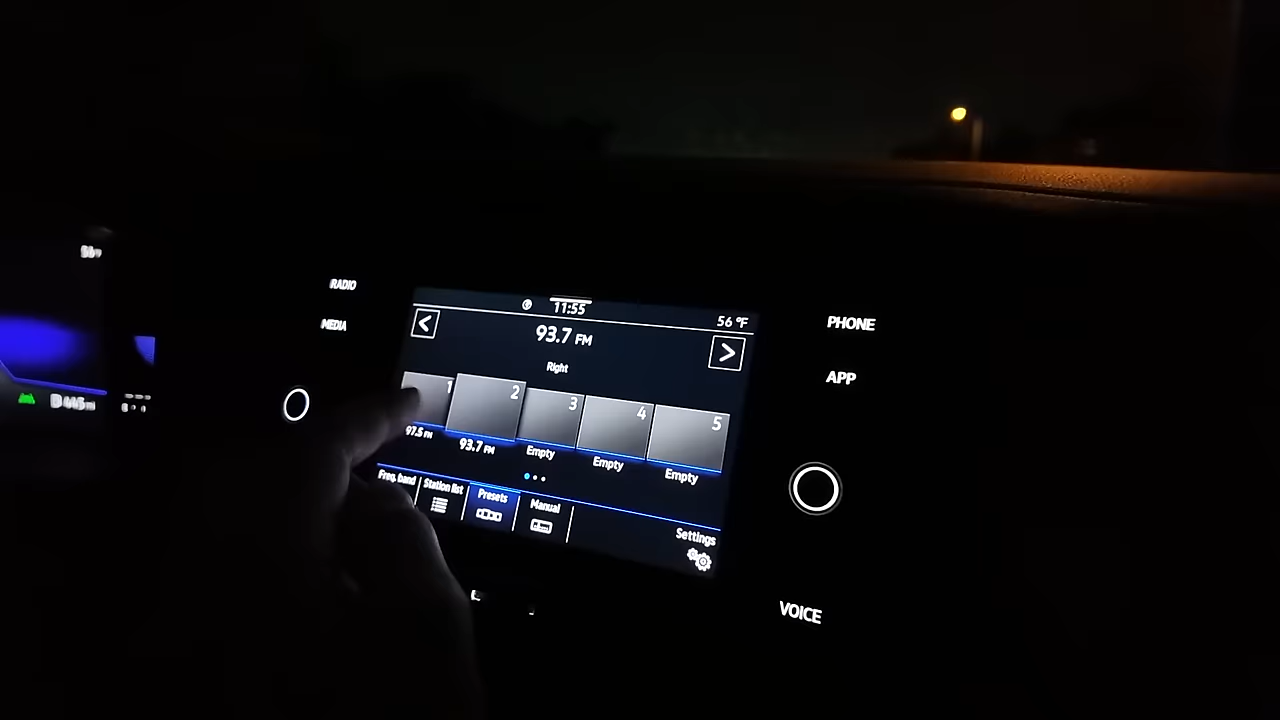 56°F
RADIO
MEDIA
11:55
56 °F
93.7 FM
Right
1
2
3
4
5
97.5 FM
93.7 FM
Empty
Empty
Empty
Freq. band
Station list
Presets
Manual
Settings
PHONE
APP
VOICE